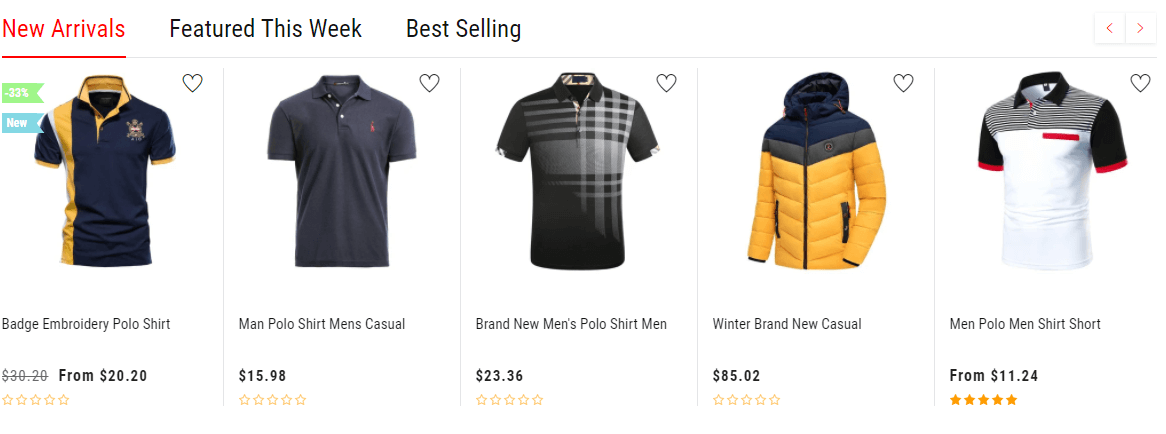 New Arrivals
Featured This Week
Best Selling
-33%
New
Badge Embroidery Polo Shirt
$30.20 From $20.20
Man Polo Shirt Mens Casual
$15.98
Brand New Men's Polo Shirt Men
$23.36
Winter Brand New Casual
$85.02
Men Polo Men Shirt Short
From $11.24